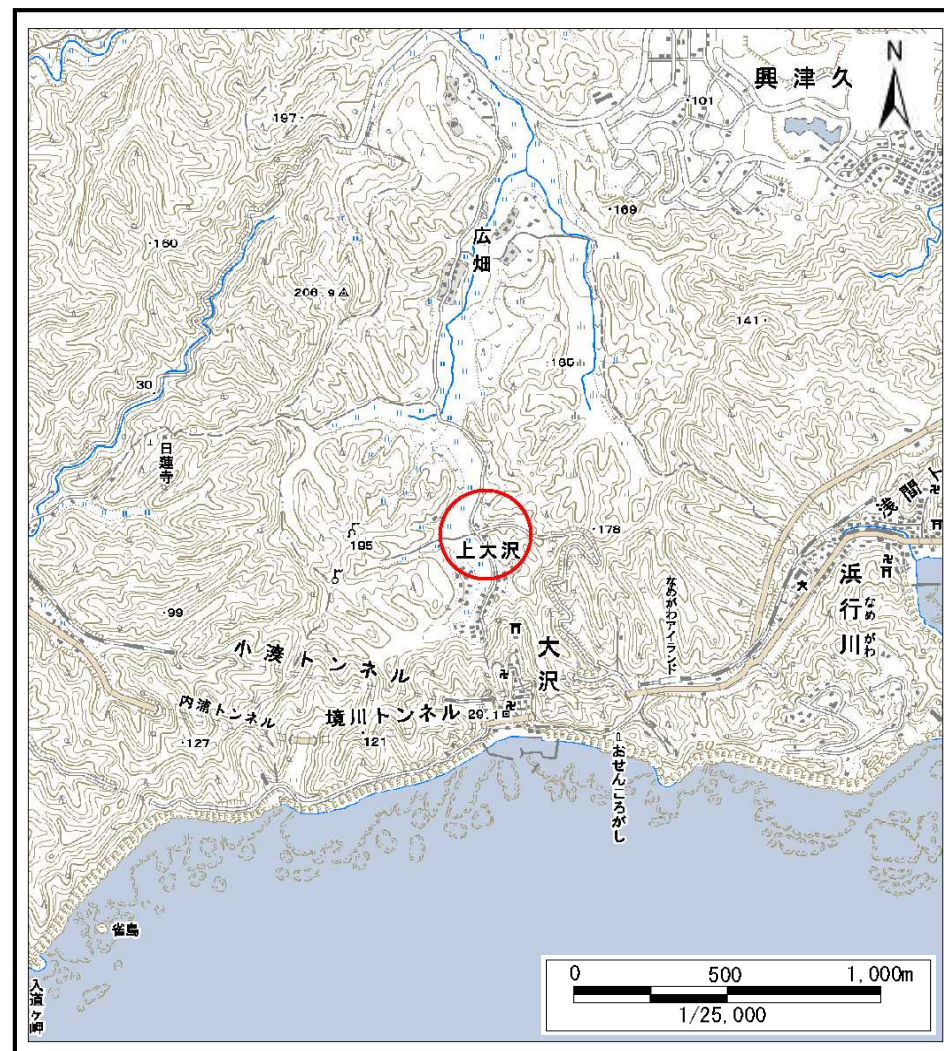 N
興津久
101
197
169
広畑
160
206.9
141
165
30
日蓮寺
浅間ト
178
195
上大沢
浜行川
なめがわ
なめがわアイランド
99
大沢
小湊トンネル
内浦トンネル
境川トンネル
29.1
127
121
おせんころがし
雀島
入道ヶ岬
0 500 1,000m
1/25,000